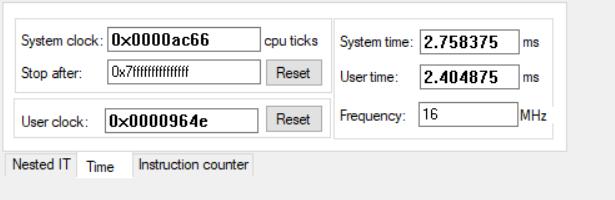 System clock: 0x0000ac66 cpu ticks
Stop after: 0x7fffffffffffffff Reset
User clock: 0x0000964e Reset
System time: 2.758375 ms
User time: 2.404875 ms
Frequency: 16 MHz
Nested IT Time Instruction counter